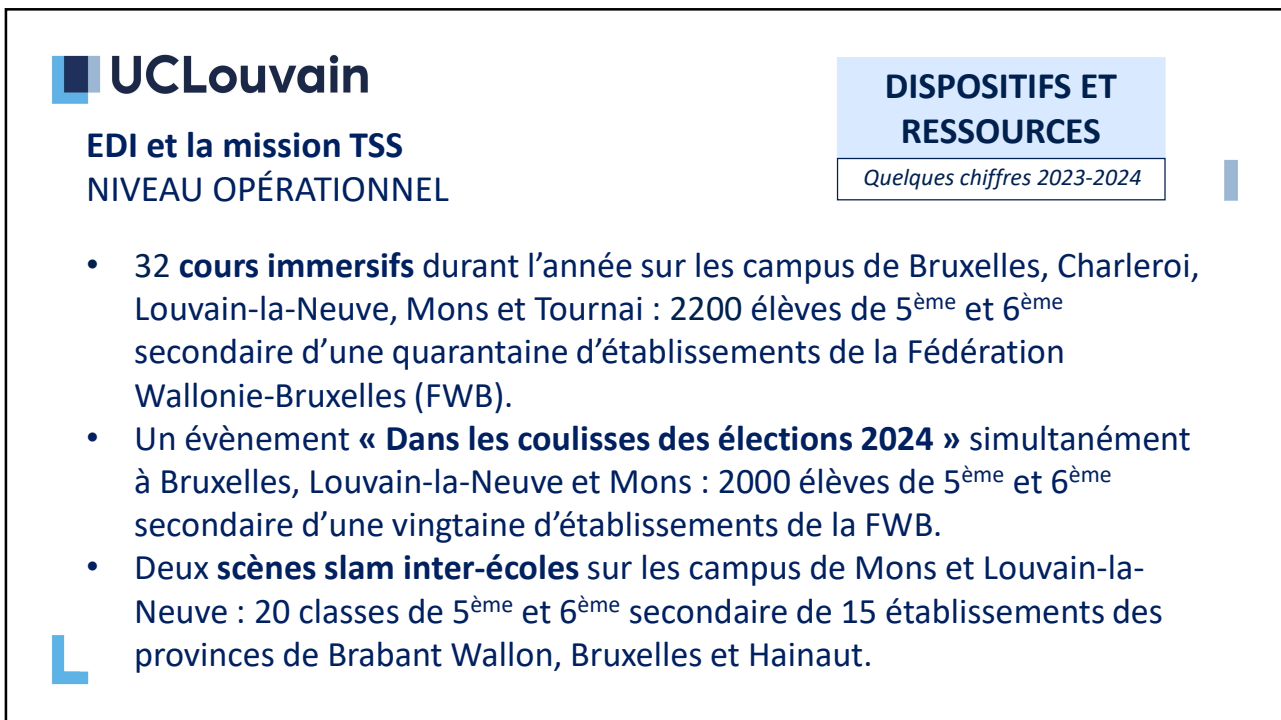 UCLouvain
EDI et la mission TSS
NIVEAU OPÉRATIONNEL
DISPOSITIFS ET
RESSOURCES
Quelques chiffres 2023-2024
• 32 cours immersifs durant l’année sur les campus de Bruxelles, Charleroi,
Louvain-la-Neuve, Mons et Tournai : 2200 élèves de 5ème et 6ème
secondaire d’une quarantaine d’établissements de la Fédération
Wallonie-Bruxelles (FWB).
• Un évènement « Dans les coulisses des élections 2024 » simultanément
à Bruxelles, Louvain-la-Neuve et Mons : 2000 élèves de 5ème et 6ème
secondaire d’une vingtaine d’établissements de la FWB.
• Deux scènes slam inter-écoles sur les campus de Mons et Louvain-la-
Neuve : 20 classes de 5ème et 6ème secondaire de 15 établissements des
provinces de Brabant Wallon, Bruxelles et Hainaut.